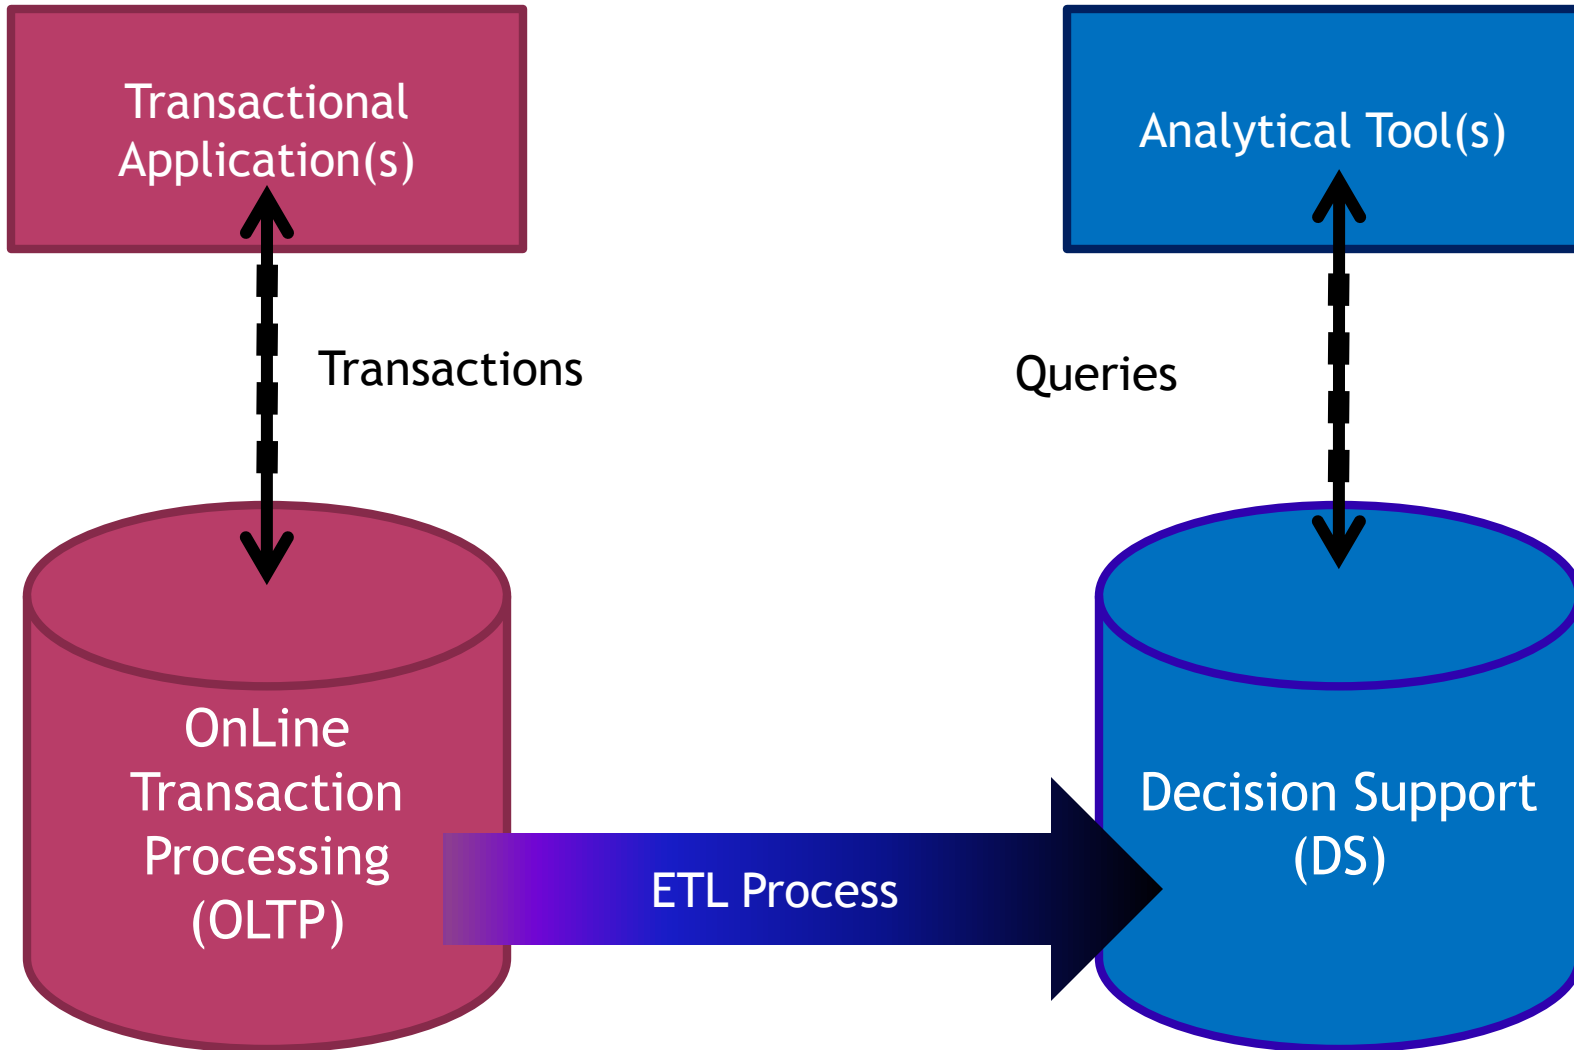 Transactional
Application(s)
Analytical Tool(s)
Transactions
Queries
OnLine
Transaction
Processing
(OLTP)
ETL Process
Decision Support
(DS)